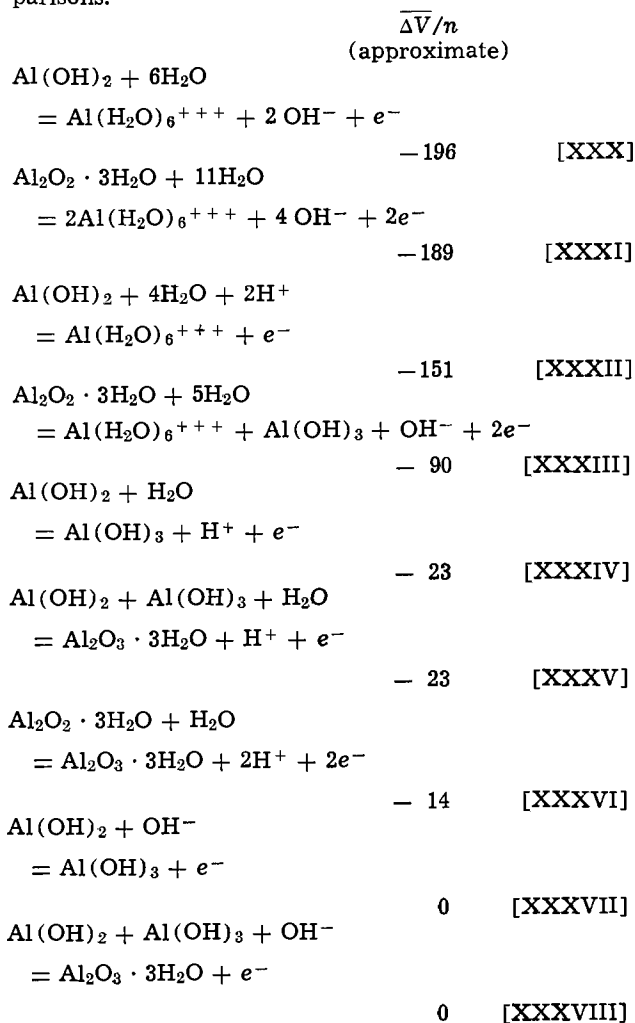 parisons.
ΔV̅/n
(approximate)
Al(OH)₂ + 6H₂O
= Al(H₂O)₆⁺⁺⁺ + 2 OH⁻ + e⁻
−196 [XXX]
Al₂O₂ · 3H₂O + 11H₂O
= 2Al(H₂O)₆⁺⁺⁺ + 4 OH⁻ + 2e⁻
−189 [XXXI]
Al(OH)₂ + 4H₂O + 2H⁺
= Al(H₂O)₆⁺⁺⁺ + e⁻
−151 [XXXII]
Al₂O₂ · 3H₂O + 5H₂O
= Al(H₂O)₆⁺⁺⁺ + Al(OH)₃ + OH⁻ + 2e⁻
− 90 [XXXIII]
Al(OH)₂ + H₂O
= Al(OH)₃ + H⁺ + e⁻
− 23 [XXXIV]
Al(OH)₂ + Al(OH)₃ + H₂O
= Al₂O₃ · 3H₂O + H⁺ + e⁻
− 23 [XXXV]
Al₂O₂ · 3H₂O + H₂O
= Al₂O₃ · 3H₂O + 2H⁺ + 2e⁻
− 14 [XXXVI]
Al(OH)₂ + OH⁻
= Al(OH)₃ + e⁻
0 [XXXVII]
Al(OH)₂ + Al(OH)₃ + OH⁻
= Al₂O₃ · 3H₂O + e⁻
0 [XXXVIII]